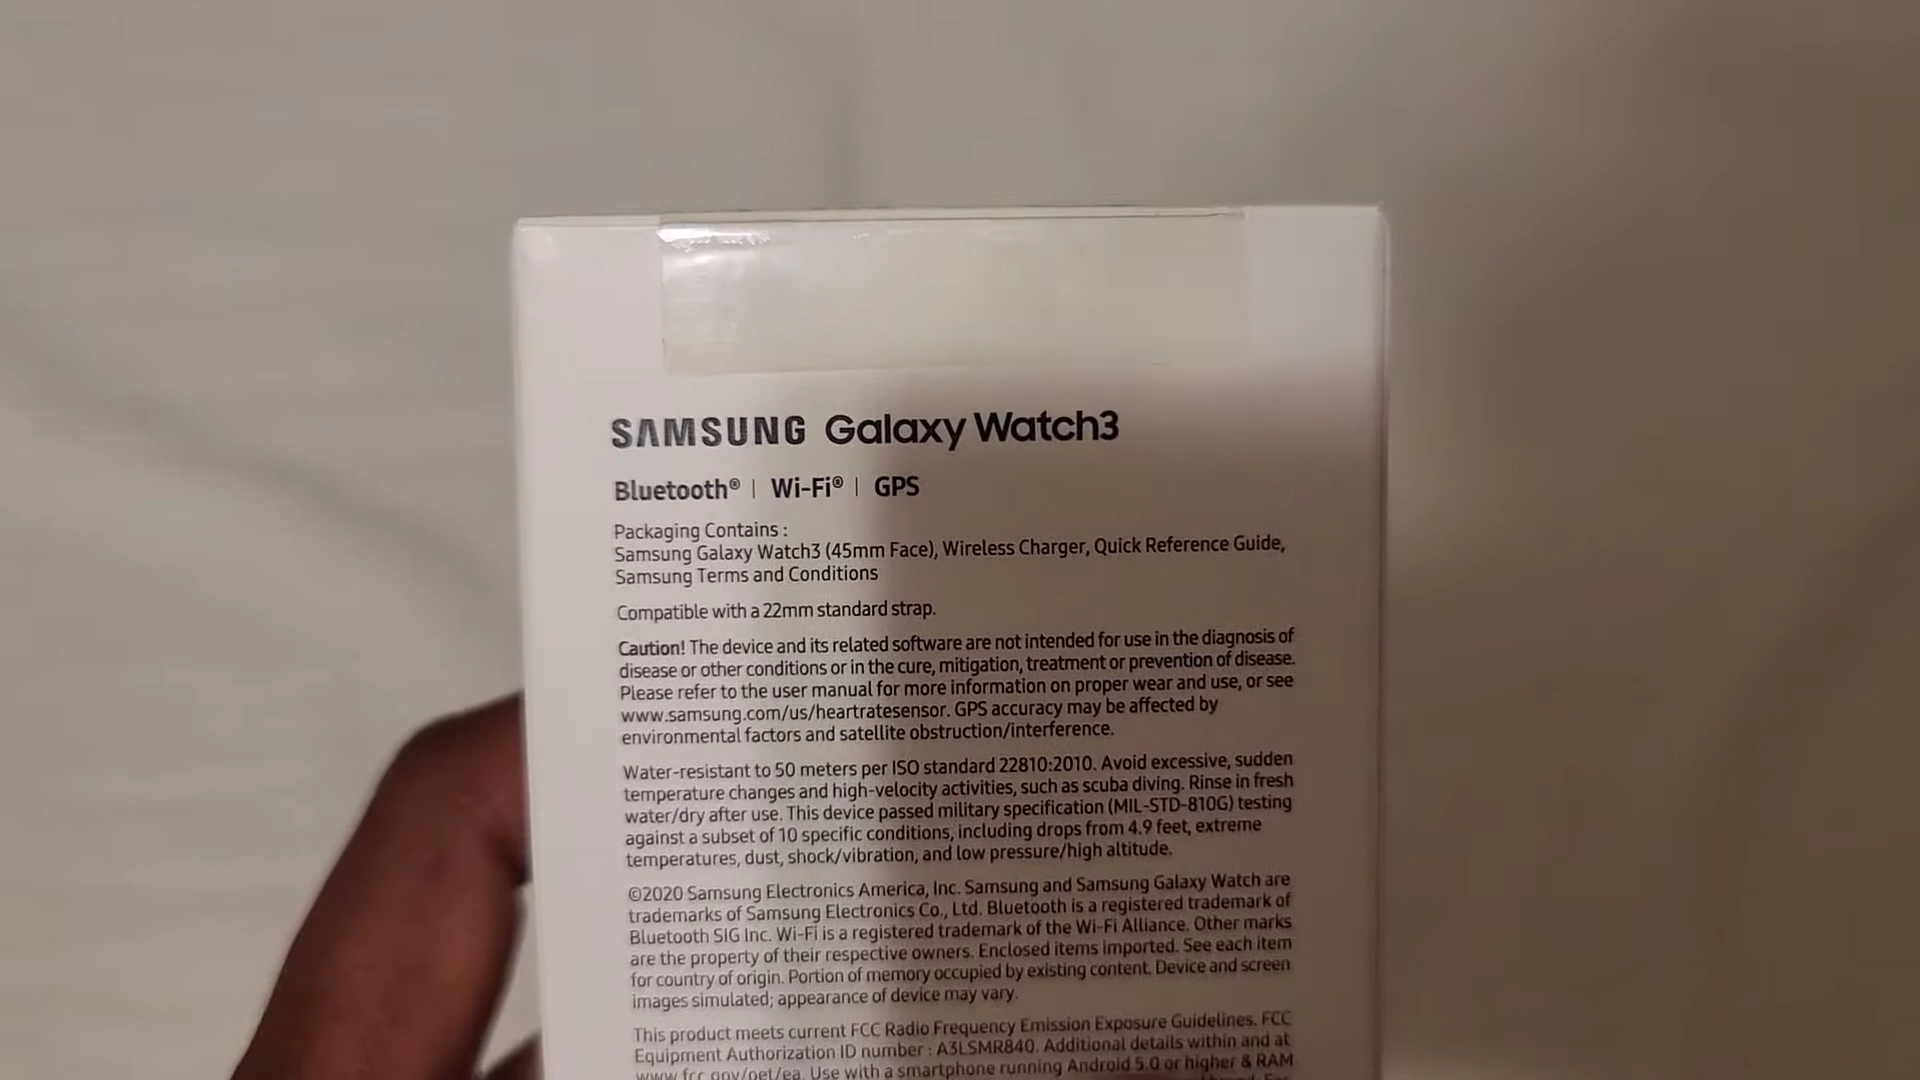 SAMSUNG Galaxy Watch3
Bluetooth® | Wi-Fi® | GPS
Packaging Contains :
Samsung Galaxy Watch3 (45mm Face), Wireless Charger, Quick Reference Guide,
Samsung Terms and Conditions
Compatible with a 22mm standard strap.
Caution! The device and its related software are not intended for use in the diagnosis of
disease or other conditions or in the cure, mitigation, treatment or prevention of disease.
Please refer to the user manual for more information on proper wear and use, or see
www.samsung.com/us/heartratesensor. GPS accuracy may be affected by
environmental factors and satellite obstruction/interference.
Water-resistant to 50 meters per ISO standard 22810:2010. Avoid excessive, sudden
temperature changes and high-velocity activities, such as scuba diving. Rinse in fresh
water/dry after use. This device passed military specification (MIL-STD-810G) testing
against a subset of 10 specific conditions, including drops from 4.9 feet, extreme
temperatures, dust, shock/vibration, and low pressure/high altitude.
©2020 Samsung Electronics America, Inc. Samsung and Samsung Galaxy Watch are
trademarks of Samsung Electronics Co., Ltd. Bluetooth is a registered trademark of
Bluetooth SIG Inc. Wi-Fi is a registered trademark of the Wi-Fi Alliance. Other marks
are the property of their respective owners. Enclosed items imported. See each item
for country of origin. Portion of memory occupied by existing content. Device and screen
images simulated; appearance of device may vary.
This product meets current FCC Radio Frequency Emission Exposure Guidelines. FCC
Equipment Authorization ID number : A3LSMR840. Additional details within and at
www.fcc.gov/oet/ea. Use with a smartphone running Android 5.0 or higher & RAM